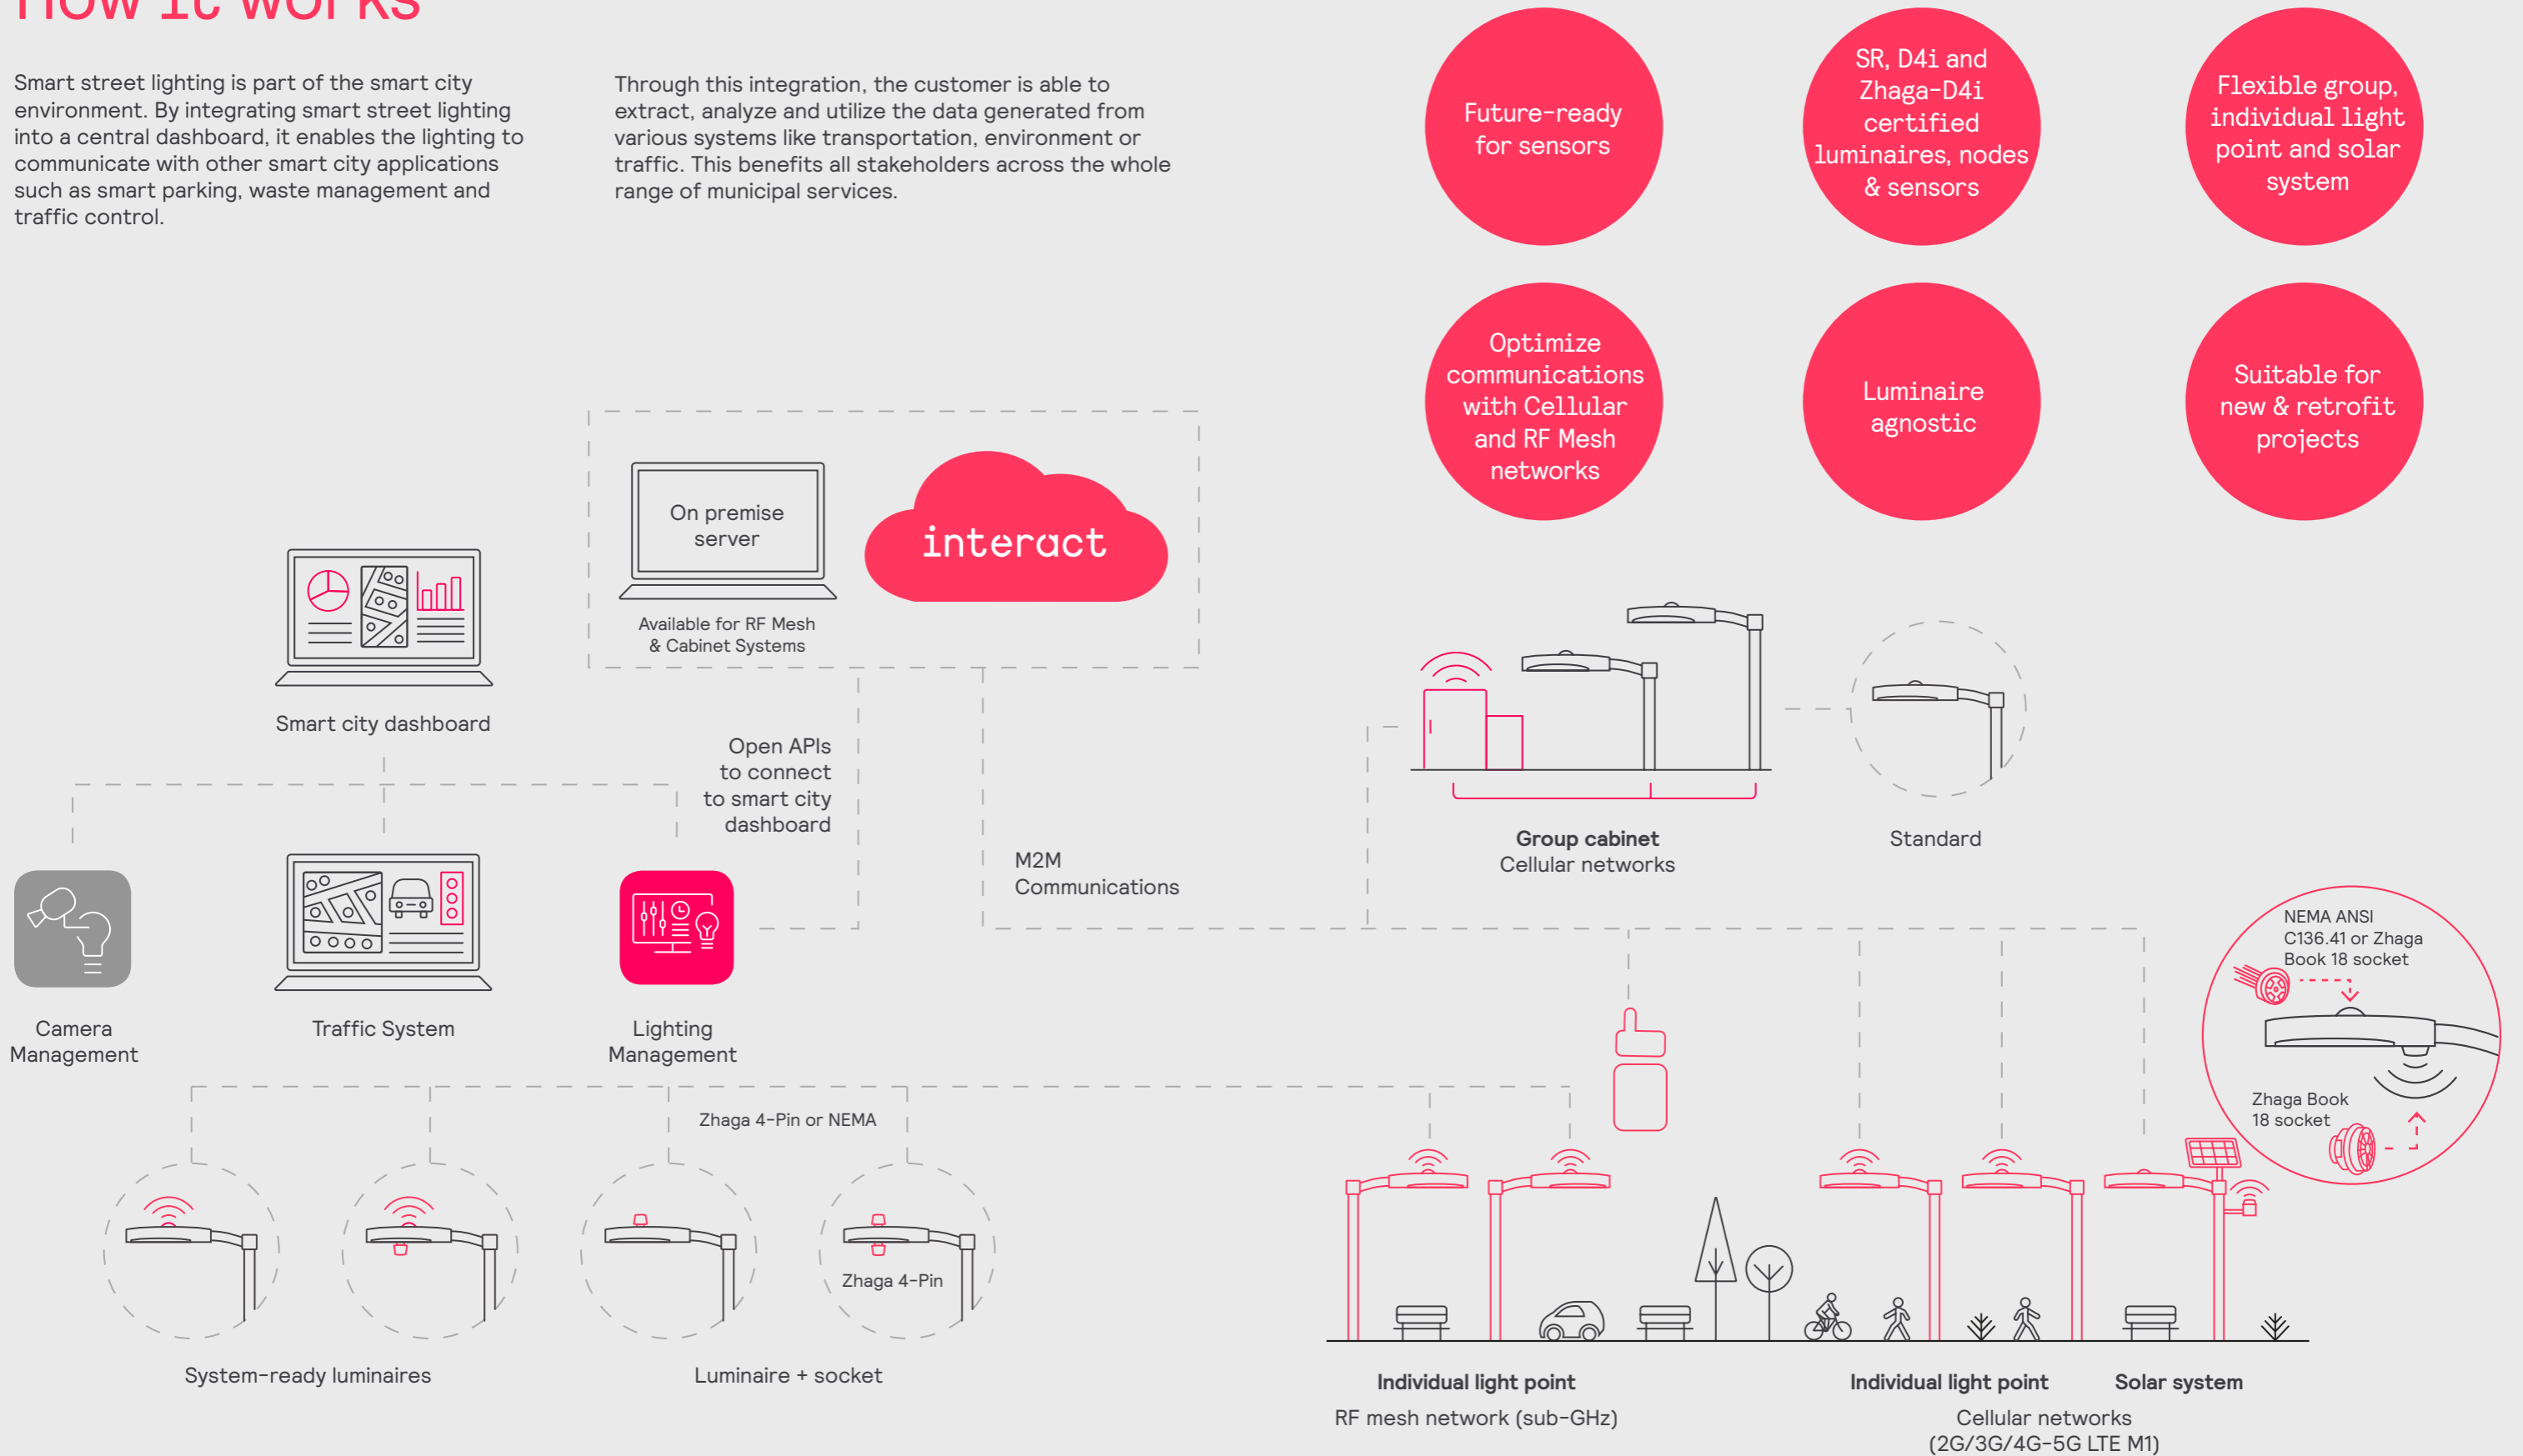 How it works
Smart street lighting is part of the smart city
environment. By integrating smart street lighting
into a central dashboard, it enables the lighting to
communicate with other smart city applications
such as smart parking, waste management and
traffic control.
Through this integration, the customer is able to
extract, analyze and utilize the data generated from
various systems like transportation, environment or
traffic. This benefits all stakeholders across the whole
range of municipal services.
Future-ready
for sensors
SR, D4i and
Zhaga-D4i
certified
luminaires, nodes
& sensors
Flexible group,
individual light
point and solar
system
Optimize
communications
with Cellular
and RF Mesh
networks
Luminaire
agnostic
Suitable for
new & retrofit
projects
On premise
server
interact
Available for RF Mesh
& Cabinet Systems
Smart city dashboard
Open APIs
to connect
to smart city
dashboard
M2M
Communications
Group cabinet
Cellular networks
Standard
Camera
Management
Traffic System
Lighting
Management
NEMA ANSI
C136.41 or Zhaga
Book 18 socket
Zhaga Book
18 socket
Zhaga 4-Pin or NEMA
Zhaga 4-Pin
System-ready luminaires
Luminaire + socket
Individual light point
RF mesh network (sub-GHz)
Individual light point
Solar system
Cellular networks
(2G/3G/4G-5G LTE M1)